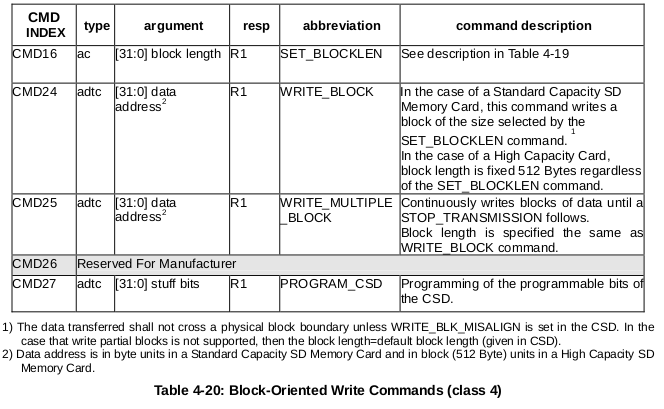 CMD INDEX type argument resp abbreviation command description
CMD16 ac [31:0] block length R1 SET_BLOCKLEN See description in Table 4-19
CMD24 adtc [31:0] data address2 R1 WRITE_BLOCK In the case of a Standard Capacity SD
Memory Card, this command writes a
block of the size selected by the
SET_BLOCKLEN command. 1
In the case of a High Capacity Card,
block length is fixed 512 Bytes regardless
of the SET_BLOCKLEN command.
CMD25 adtc [31:0] data address2 R1 WRITE_MULTIPLE_BLOCK Continuously writes blocks of data until a
STOP_TRANSMISSION follows.
Block length is specified the same as
WRITE_BLOCK command.
CMD26 Reserved For Manufacturer
CMD27 adtc [31:0] stuff bits R1 PROGRAM_CSD Programming of the programmable bits of
the CSD.
1) The data transferred shall not cross a physical block boundary unless WRITE_BLK_MISALIGN is set in the CSD. In the
case that write partial blocks is not supported, then the block length=default block length (given in CSD).
2) Data address is in byte units in a Standard Capacity SD Memory Card and in block (512 Byte) units in a High Capacity SD
Memory Card.
Table 4-20: Block-Oriented Write Commands (class 4)